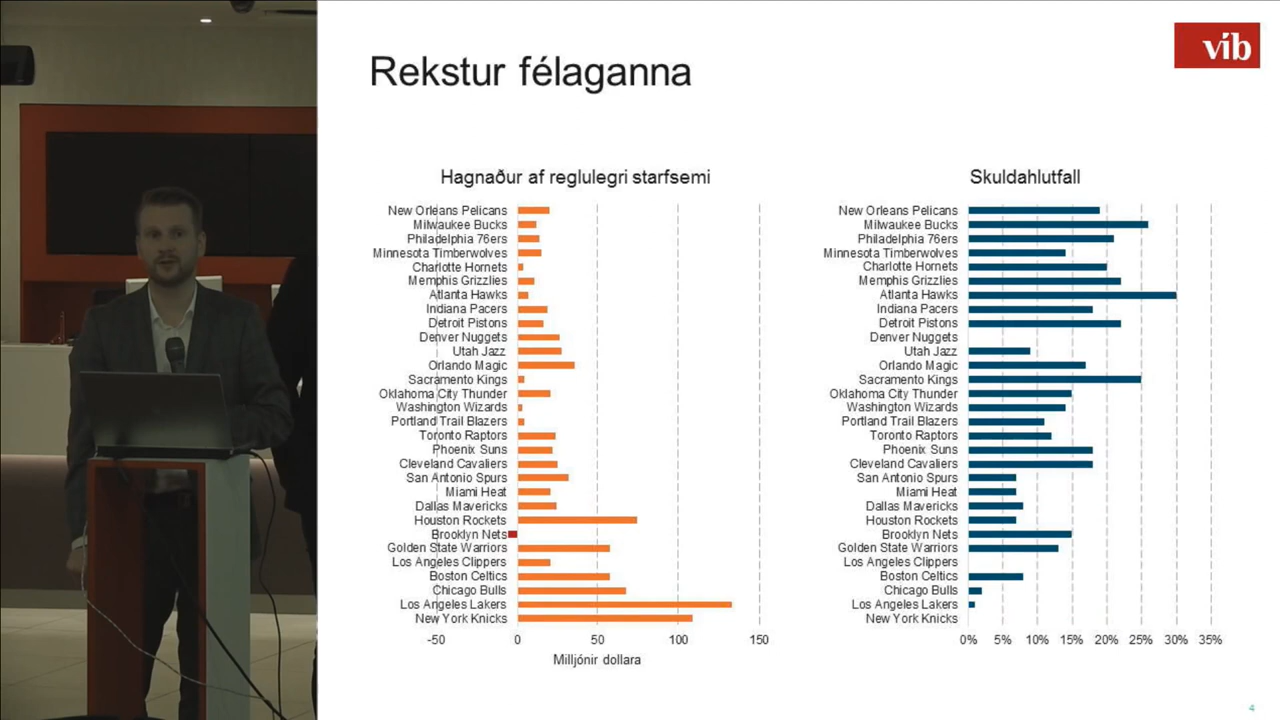 víb
Rekstur félaganna
Hagnaður af reglulegri starfsemi
New Orleans Pelicans
Milwaukee Bucks
Philadelphia 76ers
Minnesota Timberwolves
Charlotte Hornets
Memphis Grizzlies
Atlanta Hawks
Indiana Pacers
Detroit Pistons
Denver Nuggets
Utah Jazz
Orlando Magic
Sacramento Kings
Oklahoma City Thunder
Washington Wizards
Portland Trail Blazers
Toronto Raptors
Phoenix Suns
Cleveland Cavaliers
San Antonio Spurs
Miami Heat
Dallas Mavericks
Houston Rockets
Brooklyn Nets
Golden State Warriors
Los Angeles Clippers
Boston Celtics
Chicago Bulls
Los Angeles Lakers
New York Knicks
-50 0 50 100 150
Milljónir dollara
Skuldahlutfall
New Orleans Pelicans
Milwaukee Bucks
Philadelphia 76ers
Minnesota Timberwolves
Charlotte Hornets
Memphis Grizzlies
Atlanta Hawks
Indiana Pacers
Detroit Pistons
Denver Nuggets
Utah Jazz
Orlando Magic
Sacramento Kings
Oklahoma City Thunder
Washington Wizards
Portland Trail Blazers
Toronto Raptors
Phoenix Suns
Cleveland Cavaliers
San Antonio Spurs
Miami Heat
Dallas Mavericks
Houston Rockets
Brooklyn Nets
Golden State Warriors
Los Angeles Clippers
Boston Celtics
Chicago Bulls
Los Angeles Lakers
New York Knicks
0% 5% 10% 15% 20% 25% 30% 35%
4